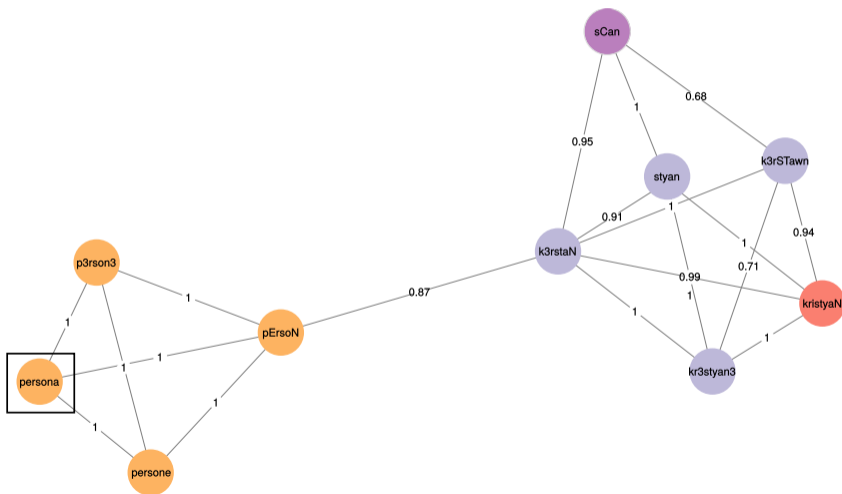 sCan
0.68
1
0.95
k3rSTawn
styan
1
0.91
0.94
1
k3rstaN
p3rson3
0.71
0.99
0.87
1
1
kristyaN
1
1
pErsoN
1
1
1
kr3styan3
persona
1
1
persone